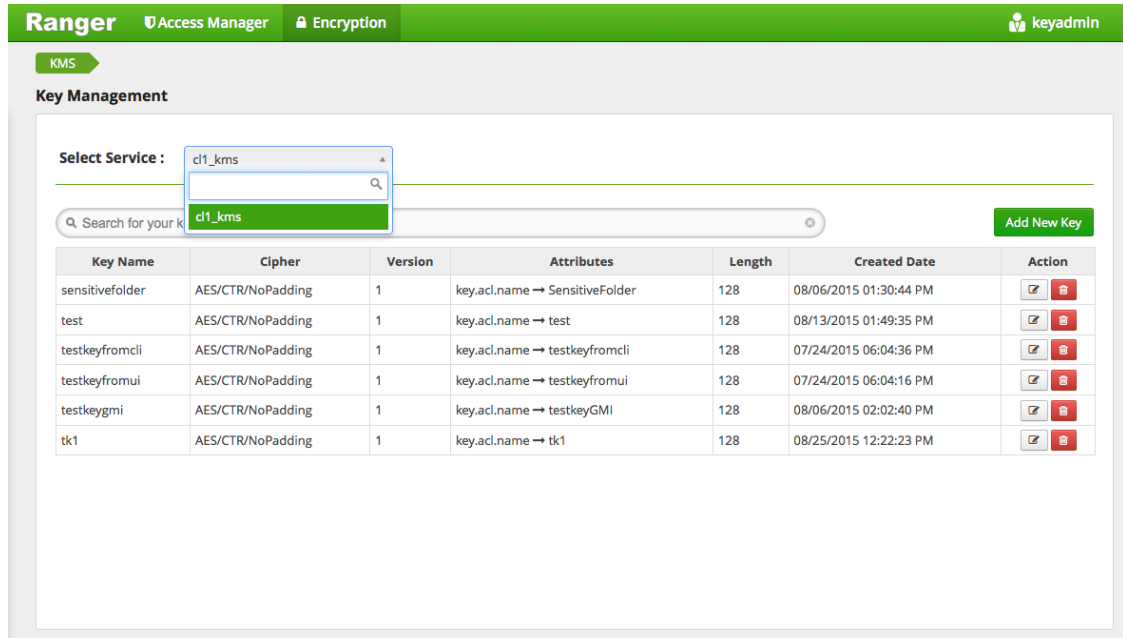 Ranger Access Manager Encryption keyadmin
KMS
Key Management
Select Service : cl1_kms
cl1_kms
Search for your k
Add New Key
Key Name Cipher Version Attributes Length Created Date Action
sensitivefolder AES/CTR/NoPadding 1 key.acl.name → SensitiveFolder 128 08/06/2015 01:30:44 PM
test AES/CTR/NoPadding 1 key.acl.name → test 128 08/13/2015 01:49:35 PM
testkeyfromcli AES/CTR/NoPadding 1 key.acl.name → testkeyfromcli 128 07/24/2015 06:04:36 PM
testkeyfromui AES/CTR/NoPadding 1 key.acl.name → testkeyfromui 128 07/24/2015 06:04:16 PM
testkeygmi AES/CTR/NoPadding 1 key.acl.name → testkeyGMI 128 08/06/2015 02:02:40 PM
tk1 AES/CTR/NoPadding 1 key.acl.name → tk1 128 08/25/2015 12:22:23 PM